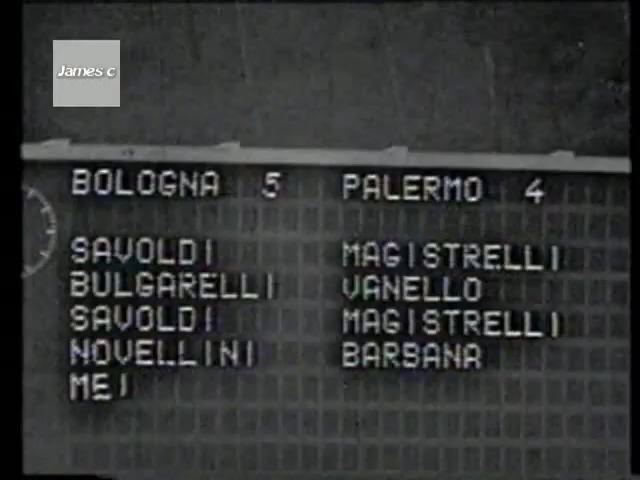 James c
BOLOGNA 5 PALERMO 4
SAVOLDI MAGISTRELLI
BULGARELLI VANELLO
SAVOLDI MAGISTRELLI
NOVELLINI BARBANA
MEI